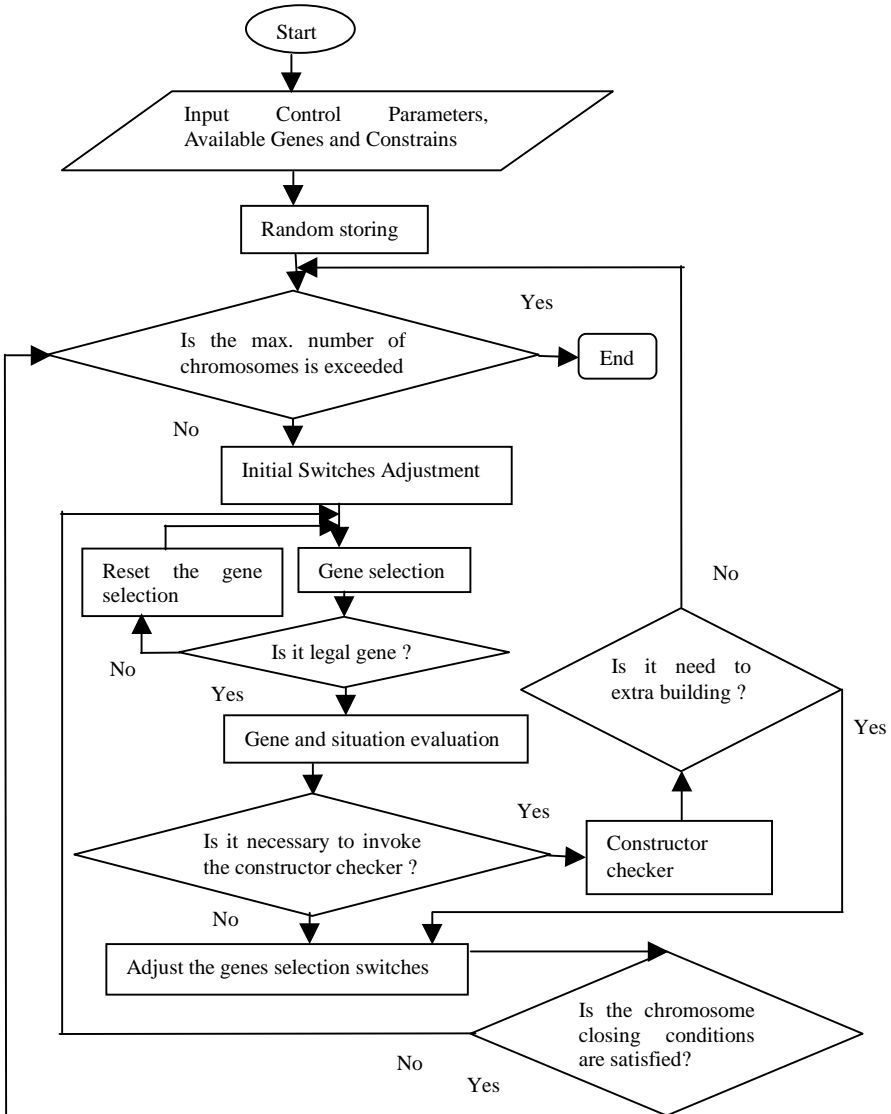 Start
Input Control Parameters,
Available Genes and Constrains
Random storing
Yes
Is the max. number of
chromosomes is exceeded
End
No
Initial Switches Adjustment
Reset the gene
selection
Gene selection
No
Is it legal gene ?
No
Is it need to
extra building ?
Yes
Yes
Gene and situation evaluation
Yes
Is it necessary to invoke
the constructor checker ?
Constructor
checker
No
Adjust the genes selection switches
Is the chromosome
closing conditions
are satisfied?
No
Yes